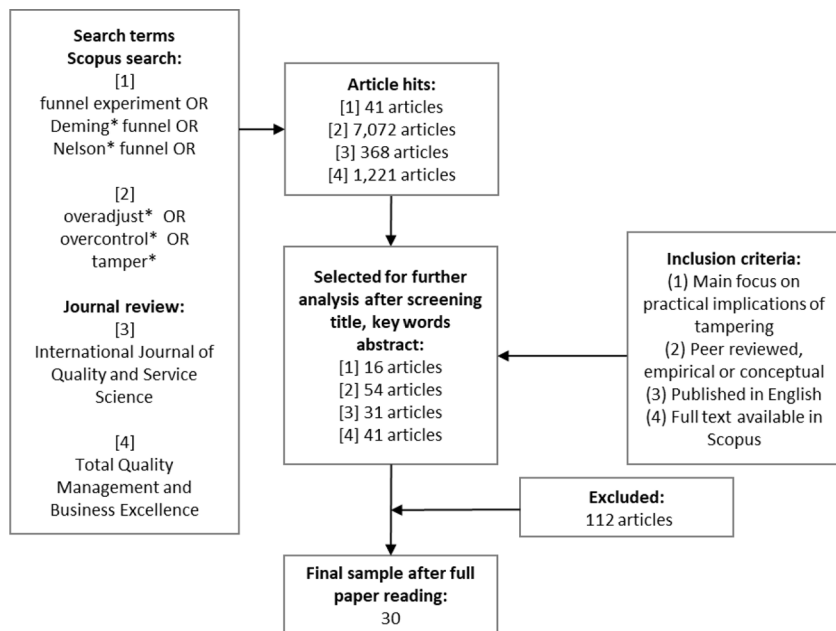 Search terms
Scopus search:
[1]
funnel experiment OR
Deming* funnel OR
Nelson* funnel OR
[2]
overadjust* OR
overcontrol* OR
tamper*
Journal review:
[3]
International Journal of
Quality and Service
Science
[4]
Total Quality
Management and
Business Excellence
Article hits:
[1] 41 articles
[2] 7,072 articles
[3] 368 articles
[4] 1,221 articles
Selected for further
analysis after screening
title, key words
abstract:
[1] 16 articles
[2] 54 articles
[3] 31 articles
[4] 41 articles
Inclusion criteria:
(1) Main focus on
practical implications of
tampering
(2) Peer reviewed,
empirical or conceptual
(3) Published in English
(4) Full text available in
Scopus
Excluded:
112 articles
Final sample after full
paper reading:
30